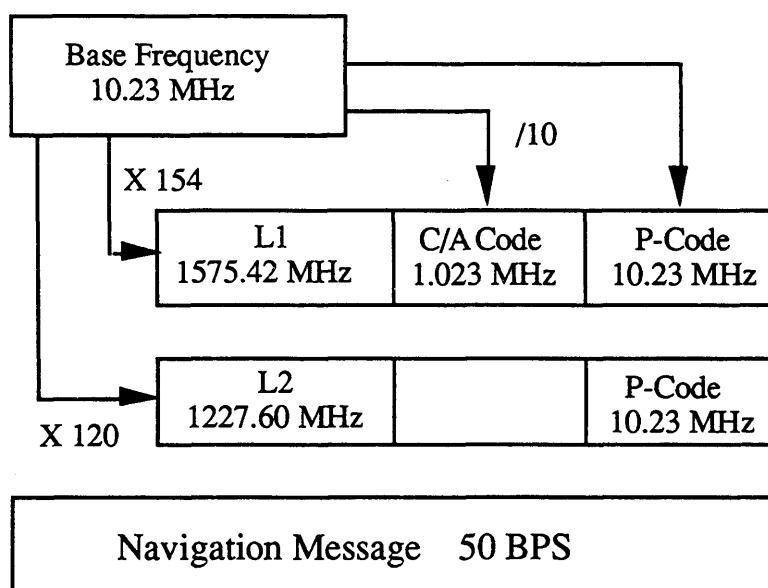 Base Frequency
10.23 MHz
/10
X 154
L1
1575.42 MHz
C/A Code
1.023 MHz
P-Code
10.23 MHz
L2
1227.60 MHz
P-Code
10.23 MHz
X 120
Navigation Message 50 BPS